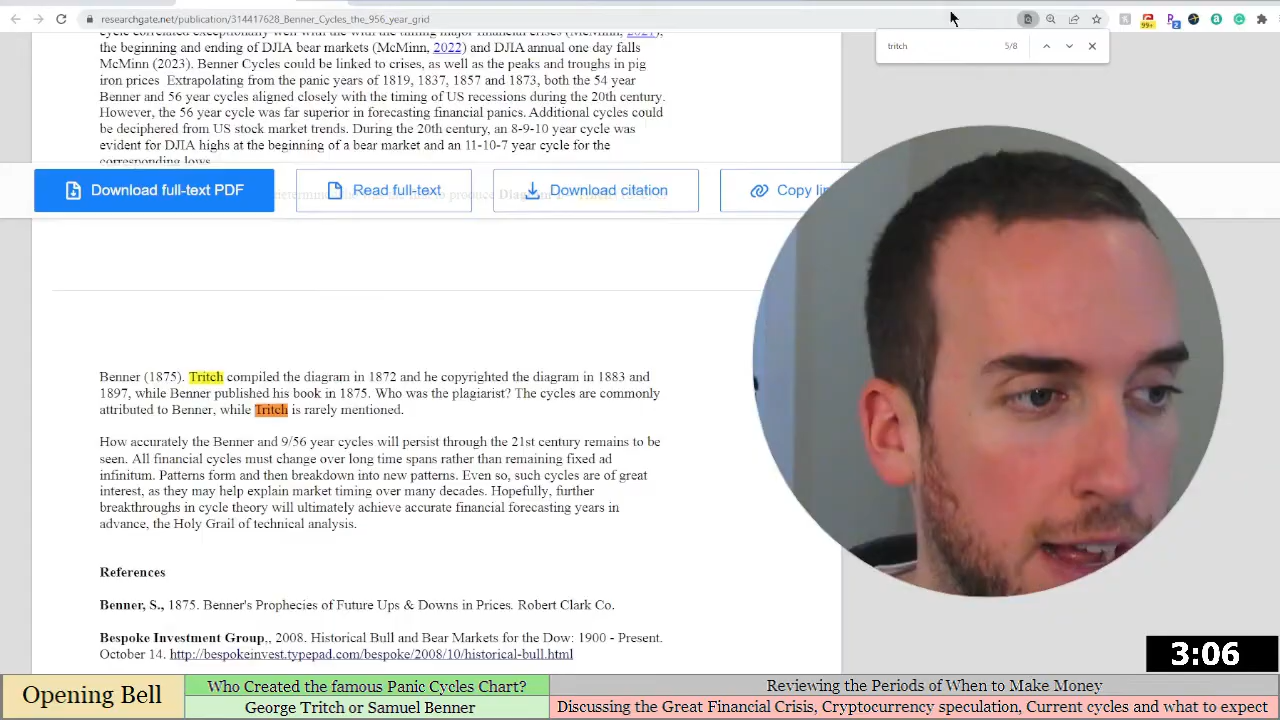 researchgate.net/publication/314417628_Benner_Cycles_the_956_year_grid
99+
2
tritch 5/8
the beginning and ending of DJIA bear markets (McMinn, 2022) and DJIA annual one day falls
McMinn (2023). Benner Cycles could be linked to crises, as well as the peaks and troughs in pig
iron prices Extrapolating from the panic years of 1819, 1837, 1857 and 1873, both the 54 year
Benner and 56 year cycles aligned closely with the timing of US recessions during the 20th century.
However, the 56 year cycle was far superior in forecasting financial panics. Additional cycles could
be deciphered from US stock market trends. During the 20th century, an 8-9-10 year cycle was
evident for DJIA highs at the beginning of a bear market and an 11-10-7 year cycle for the
corresponding lows.
Download full-text PDF
Read full-text
Download citation
Copy lin
Benner (1875). Tritch compiled the diagram in 1872 and he copyrighted the diagram in 1883 and
1897, while Benner published his book in 1875. Who was the plagiarist? The cycles are commonly
attributed to Benner, while Tritch is rarely mentioned.
How accurately the Benner and 9/56 year cycles will persist through the 21st century remains to be
seen. All financial cycles must change over long time spans rather than remaining fixed ad
infinitum. Patterns form and then breakdown into new patterns. Even so, such cycles are of great
interest, as they may help explain market timing over many decades. Hopefully, further
breakthroughs in cycle theory will ultimately achieve accurate financial forecasting years in
advance, the Holy Grail of technical analysis.
References
Benner, S., 1875. Benner's Prophecies of Future Ups & Downs in Prices. Robert Clark Co.
Bespoke Investment Group,, 2008. Historical Bull and Bear Markets for the Dow: 1900 - Present.
October 14. http://bespokeinvest.typepad.com/bespoke/2008/10/historical-bull.html
3:06
Opening Bell
Who Created the famous Panic Cycles Chart?
George Tritch or Samuel Benner
Reviewing the Periods of When to Make Money
Discussing the Great Financial Crisis, Cryptocurrency speculation, Current cycles and what to expect